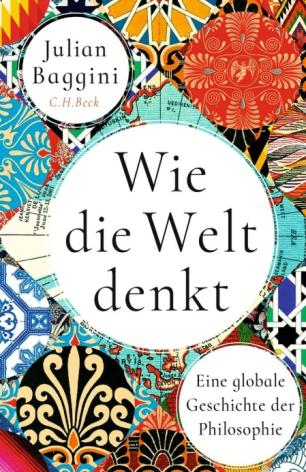 Julian
Baggini
C.H.Beck
Wie
die Welt
denkt
Eine globale
Geschichte der
Philosophie